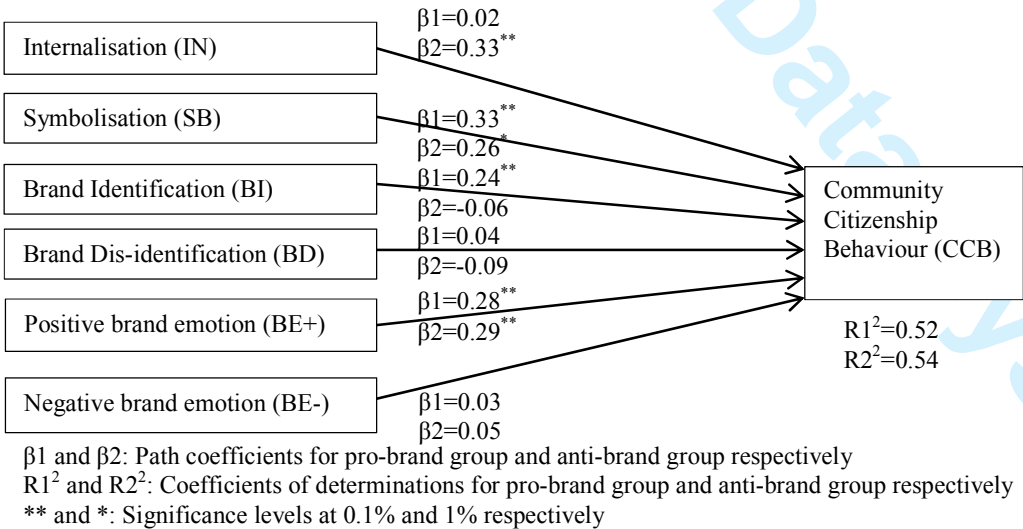 β1=0.02
Internalisation (IN)
β2=0.33**
Symbolisation (SB)
β1=0.33**
β2=0.26*
Brand Identification (BI)
β1=0.24**
β2=-0.06
Brand Dis-identification (BD)
β1=0.04
β2=-0.09
Positive brand emotion (BE+)
β1=0.28**
β2=0.29**
Negative brand emotion (BE-)
β1=0.03
β2=0.05
Community
Citizenship
Behaviour (CCB)
R1²=0.52
R2²=0.54
β1 and β2: Path coefficients for pro-brand group and anti-brand group respectively
R1² and R2²: Coefficients of determinations for pro-brand group and anti-brand group respectively
** and *: Significance levels at 0.1% and 1% respectively